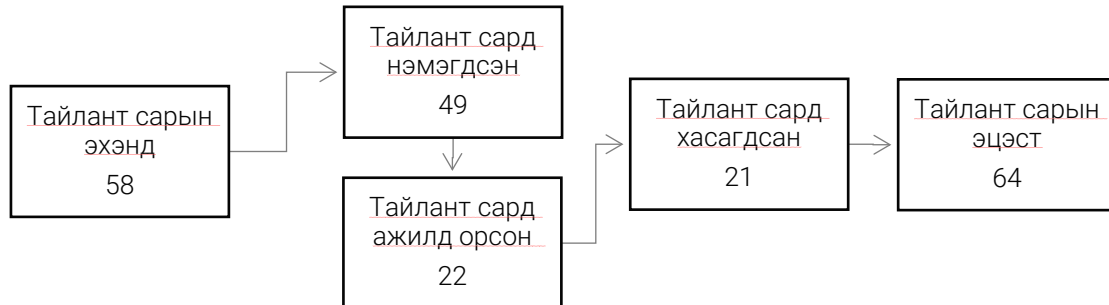 Тайлант сарын
эхэнд
58
Тайлант сард
нэмэгдсэн
49
Тайлант сард
ажилд орсон
22
Тайлант сард
хасагдсан
21
Тайлант сарын
эцэст
64